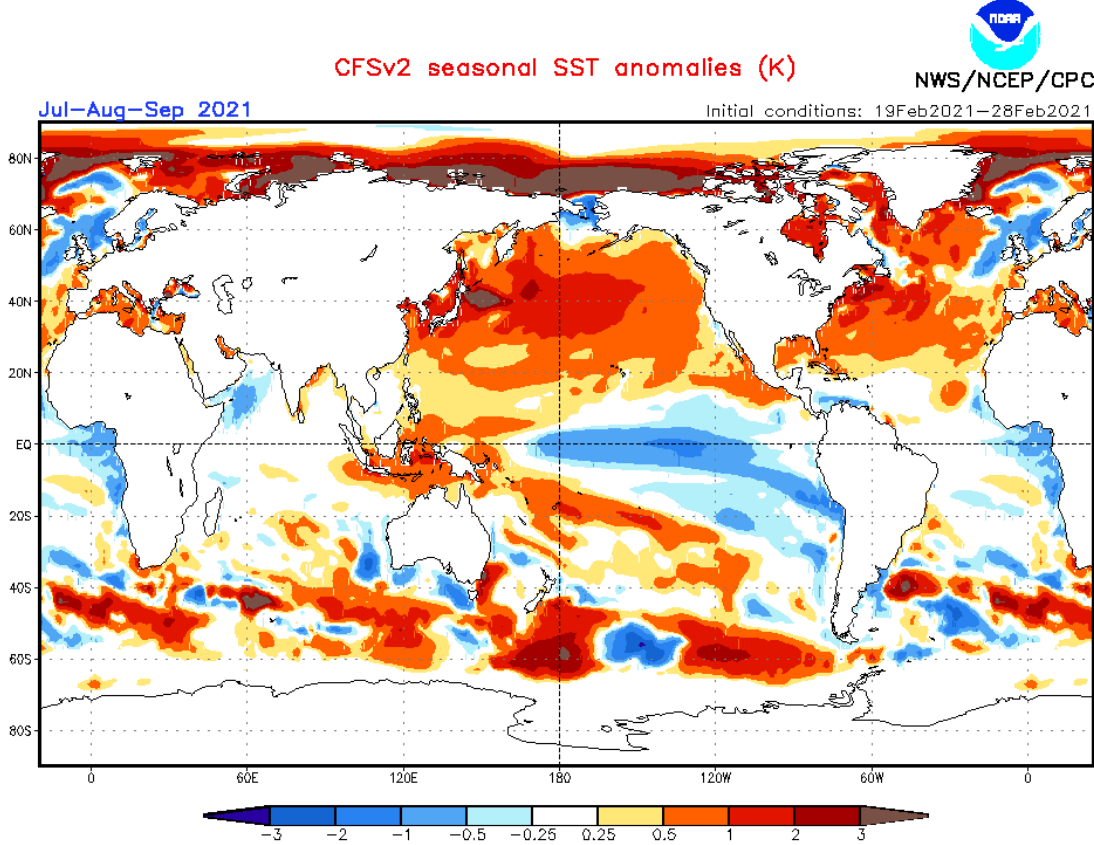 NOAA
CFSv2 seasonal SST anomalies (K)
NWS/NCEP/CPC
Jul-Aug-Sep 2021
Initial conditions: 19Feb2021-28Feb2021
80N
60N
40N
20N
EQ
20S
40S
60S
80S
0 60E 120E 180 120W 60W 0
-3 -2 -1 -0.5 -0.25 0.25 0.5 1 2 3